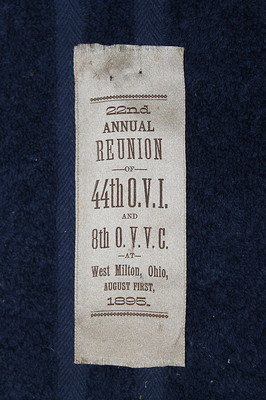 22nd
ANNUAL
REUNION
—OF—
44th O.V.I.
AND
8th O.V.V.C.
—AT—
West Milton, Ohio,
AUGUST FIRST,
1895.